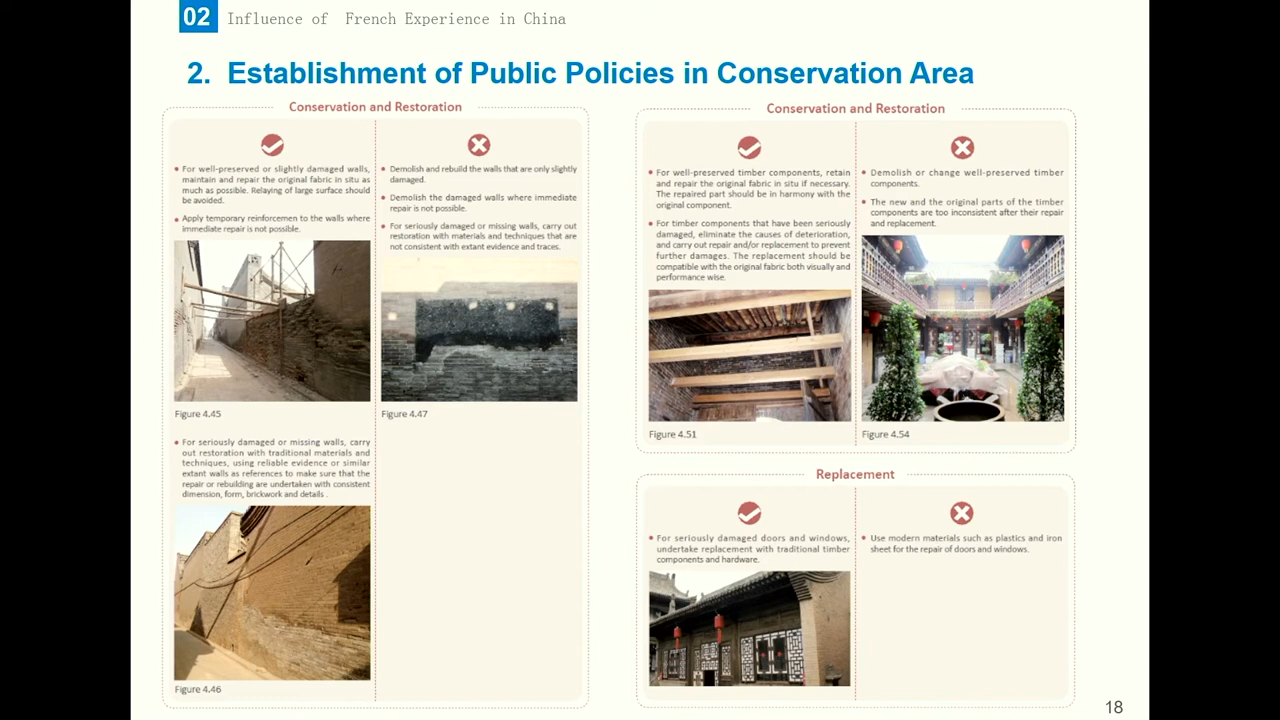 02 Influence of French Experience in China
2. Establishment of Public Policies in Conservation Area
Conservation and Restoration
For well-preserved or slightly damaged walls,
maintain and repair the original fabric in situ as
much as possible. Relaying of large surface should
be avoided.
Apply temporary reinforcemen to the walls where
immediate repair is not possible.
Figure 4.45
For seriously damaged or missing walls, carry
out restoration with traditional materials and
techniques, using reliable evidence or similar
extant walls as references to make sure that the
repair or rebuilding are undertaken with consistent
dimension, form, brickwork and details .
Figure 4.46
Demolish and rebuild the walls that are only slightly
damaged.
Demolish the damaged walls where immediate
repair is not possible.
For seriously damaged or missing walls, carry out
restoration with materials and techniques that are
not consistent with extant evidence and traces.
Figure 4.47
Conservation and Restoration
For well-preserved timber components, retain
and repair the original fabric in situ if necessary.
The repaired part should be in harmony with the
original component.
For timber components that have been seriously
damaged, eliminate the causes of deterioration,
and carry out repair and/or replacement to prevent
further damages. The replacement should be
compatible with the original fabric both visually and
performance wise.
Figure 4.51
Demolish or change well-preserved timber
components.
The new and the original parts of the timber
components are too inconsistent after their repair
and replacement.
Figure 4.54
Replacement
For seriously damaged doors and windows,
undertake replacement with traditional timber
components and hardware.
Use modern materials such as plastics and iron
sheet for the repair of doors and windows.
18